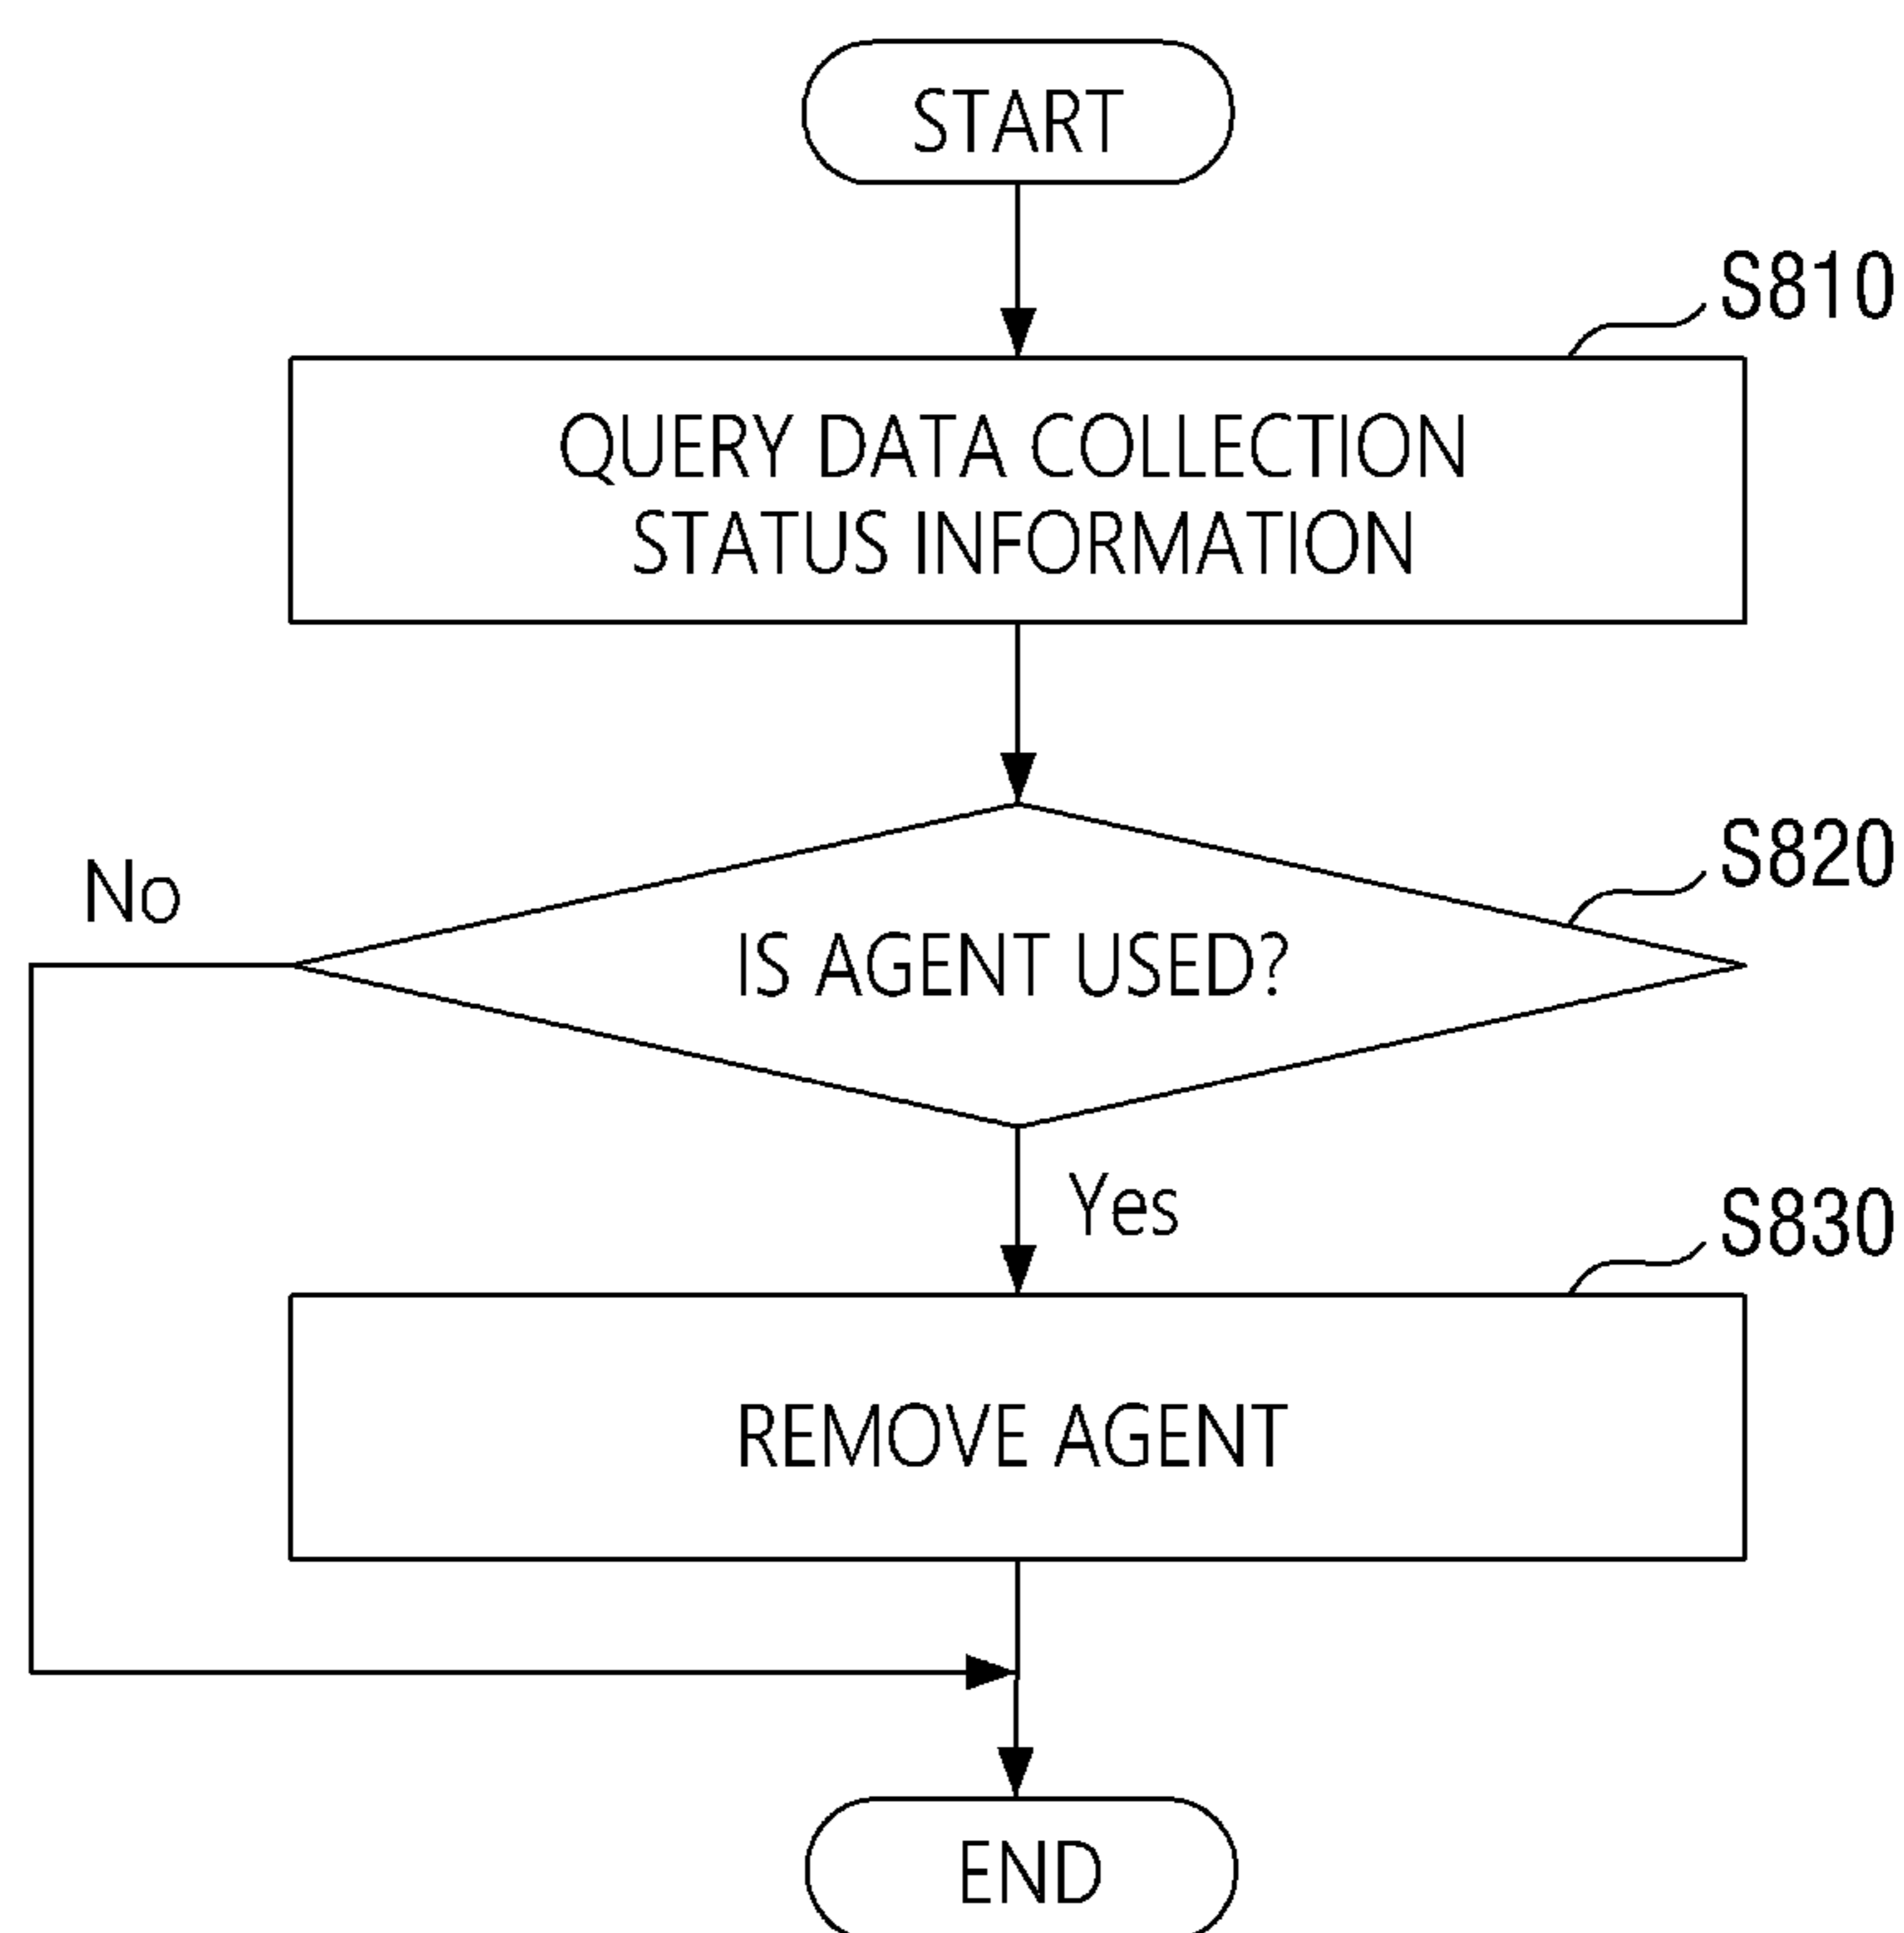 START
S810
QUERY DATA COLLECTION
STATUS INFORMATION
S820
No
IS AGENT USED?
Yes
S830
REMOVE AGENT
END